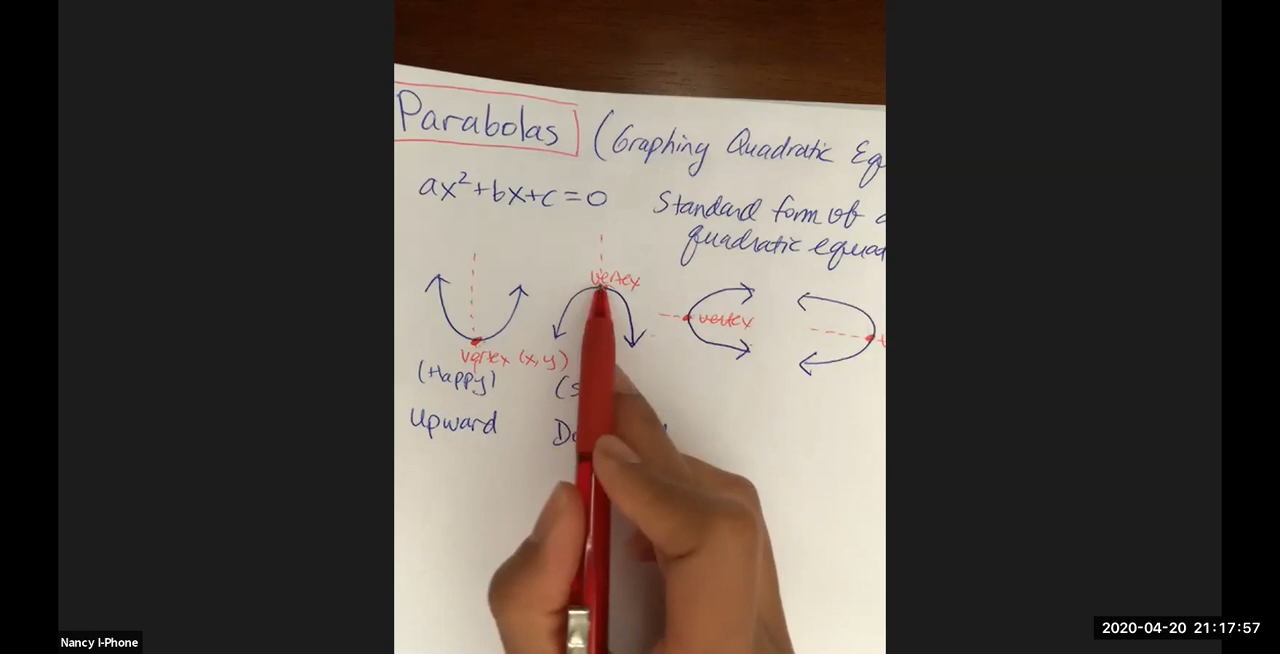 Parabolas (Graphing Quadratic
ax²+bx+c=0
Standard form of
quadratic
vertex
vertex
vertex (x,y)
(Happy)
Upward
Nancy I-Phone
2020-04-20 21:17:57